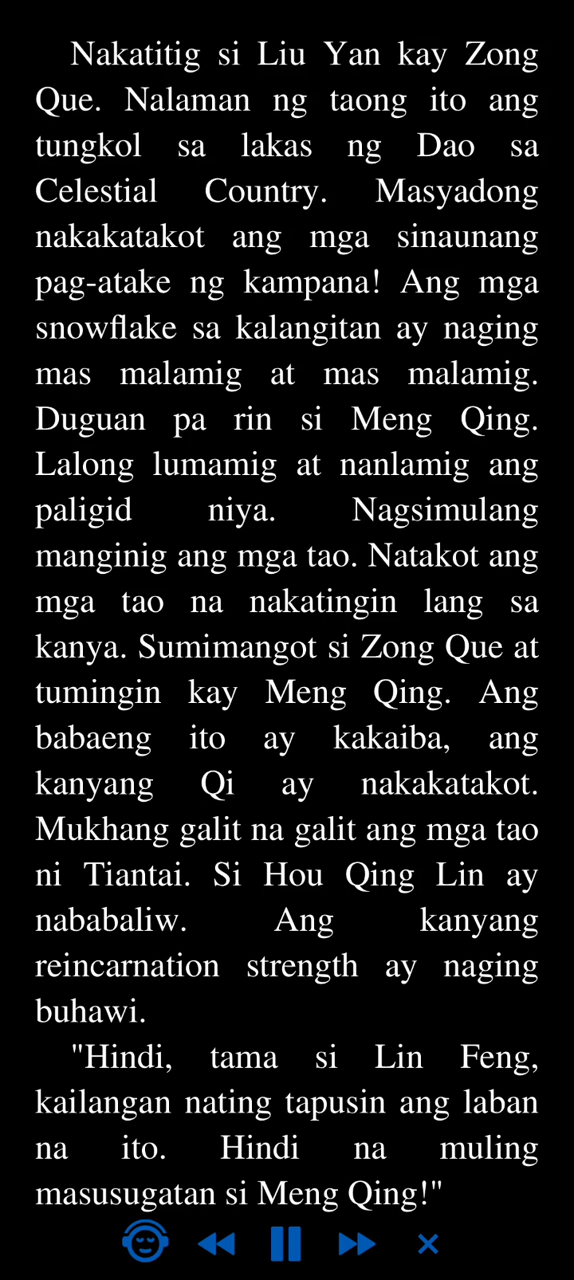 Nakatitig si Liu Yan kay Zong
Que. Nalaman ng taong ito ang
tungkol sa lakas ng Dao sa
Celestial Country. Masyadong
nakakatakot ang mga sinaunang
pag-atake ng kampana! Ang mga
snowflake sa kalangitan ay naging
mas malamig at mas malamig.
Duguan pa rin si Meng Qing.
Lalong lumamig at nanlamig ang
paligid niya. Nagsimulang
manginig ang mga tao. Natakot ang
mga tao na nakatingin lang sa
kanya. Sumimangot si Zong Que at
tumingin kay Meng Qing. Ang
babaeng ito ay kakaiba, ang
kanyang Qi ay nakakatakot.
Mukhang galit na galit ang mga tao
ni Tiantai. Si Hou Qing Lin ay
nababaliw. Ang kanyang
reincarnation strength ay naging
buhawi.
"Hindi, tama si Lin Feng,
kailangan nating tapusin ang laban
na ito. Hindi na muling
masusugatan si Meng Qing!"